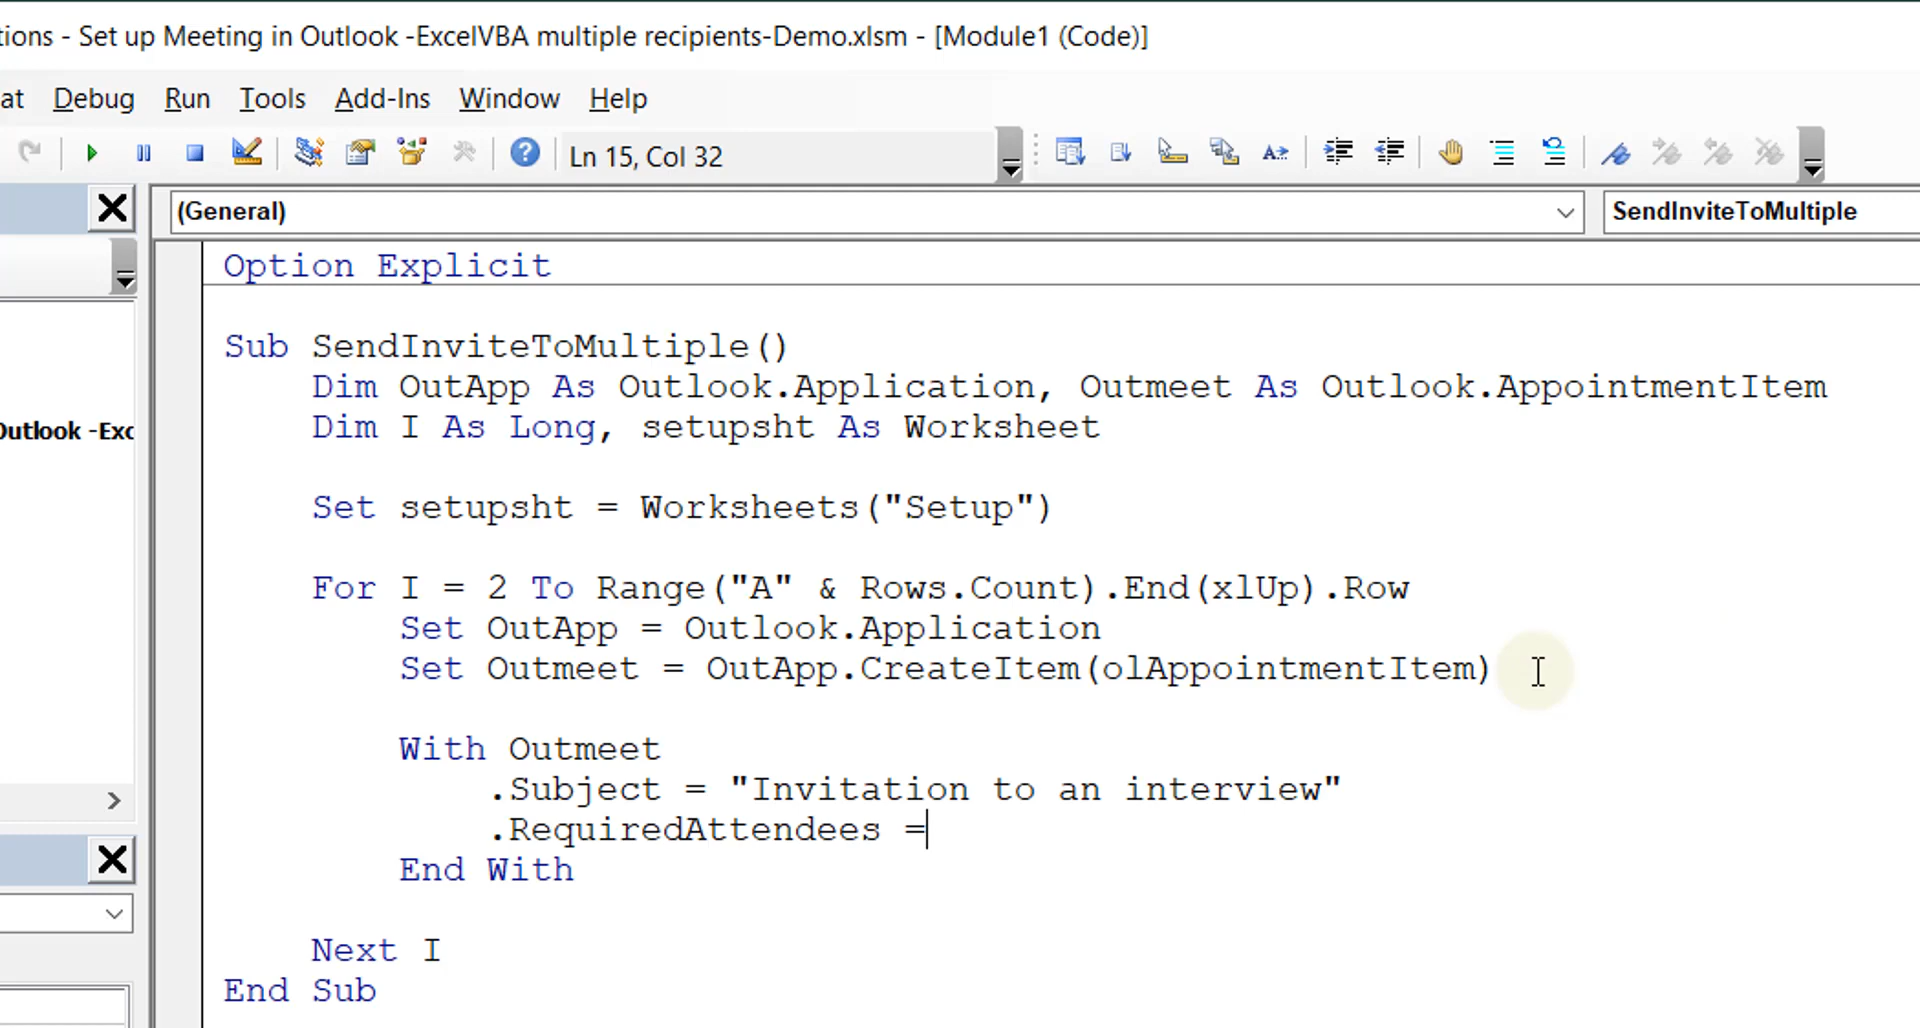 tions - Set up Meeting in Outlook -ExcelVBA multiple recipients-Demo.xlsm - [Module1 (Code)]
at Debug Run Tools Add-Ins Window Help
Ln 15, Col 32
(General) SendInviteToMultiple
Outlook -Exc
Option Explicit
Sub SendInviteToMultiple()
Dim OutApp As Outlook.Application, Outmeet As Outlook.AppointmentItem
Dim I As Long, setupsht As Worksheet
Set setupsht = Worksheets("Setup")
For I = 2 To Range("A" & Rows.Count).End(xlUp).Row
Set OutApp = Outlook.Application
Set Outmeet = OutApp.CreateItem(olAppointmentItem)
With Outmeet
.Subject = "Invitation to an interview"
.RequiredAttendees =
End With
Next I
End Sub